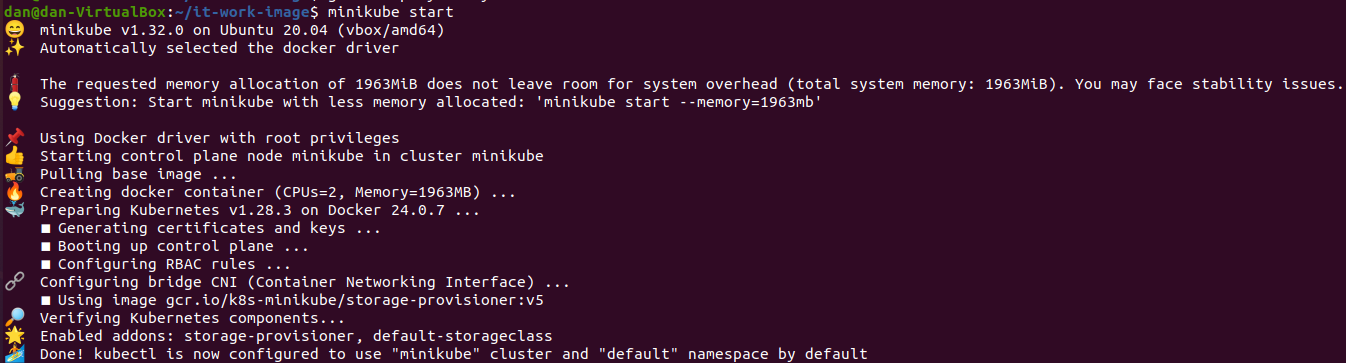 dan@dan-VirtualBox:~/it-work-image$ minikube start
😄 minikube v1.32.0 on Ubuntu 20.04 (vbox/amd64)
✨ Automatically selected the docker driver
🧯 The requested memory allocation of 1963MiB does not leave room for system overhead (total system memory: 1963MiB). You may face stability issues.
💡 Suggestion: Start minikube with less memory allocated: 'minikube start --memory=1963mb'
📌 Using Docker driver with root privileges
👍 Starting control plane node minikube in cluster minikube
🚜 Pulling base image ...
🔥 Creating docker container (CPUs=2, Memory=1963MB) ...
🐳 Preparing Kubernetes v1.28.3 on Docker 24.0.7 ...
▪ Generating certificates and keys ...
▪ Booting up control plane ...
▪ Configuring RBAC rules ...
🔗 Configuring bridge CNI (Container Networking Interface) ...
▪ Using image gcr.io/k8s-minikube/storage-provisioner:v5
🔎 Verifying Kubernetes components...
🌟 Enabled addons: storage-provisioner, default-storageclass
🏄 Done! kubectl is now configured to use "minikube" cluster and "default" namespace by default